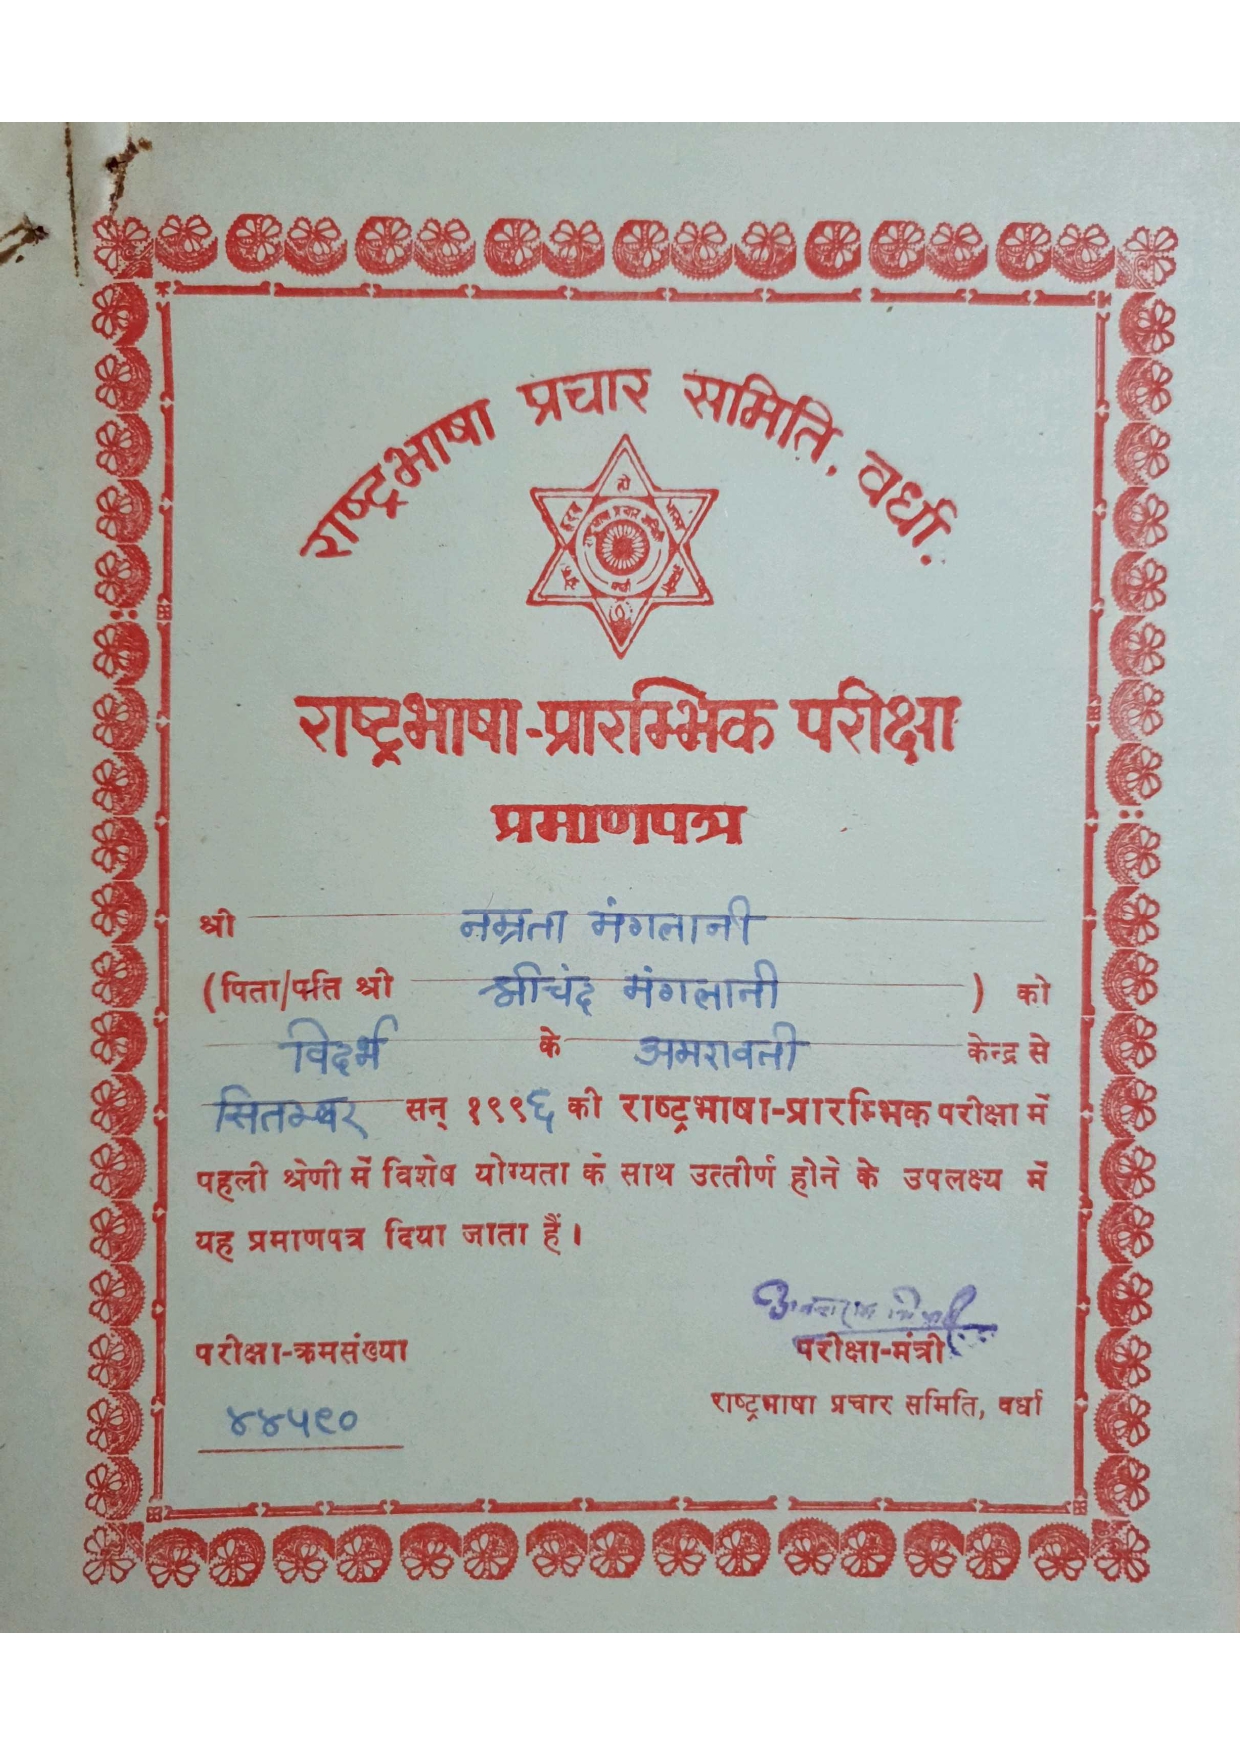 राष्ट्रभाषा प्रचार समिति, वर्धा.
हो
राष्ट्रभाषा-प्रारम्भिक परीक्षा
प्रमाणपत्र
श्री नम्रता मंगलानी
(पिता/पति श्री श्रीचंद मंगलानी ) को
विदर्भ के अमरावती केन्द्र से
सितम्बर सन् १९९६ की राष्ट्रभाषा-प्रारम्भिक परीक्षा में
पहली श्रेणी में विशेष योग्यता के साथ उत्तीर्ण होने के उपलक्ष्य में
यह प्रमाणपत्र दिया जाता हैं।
परीक्षा-क्रमसंख्या
परीक्षा-मंत्री
राष्ट्रभाषा प्रचार समिति, वर्धा
४४५९०